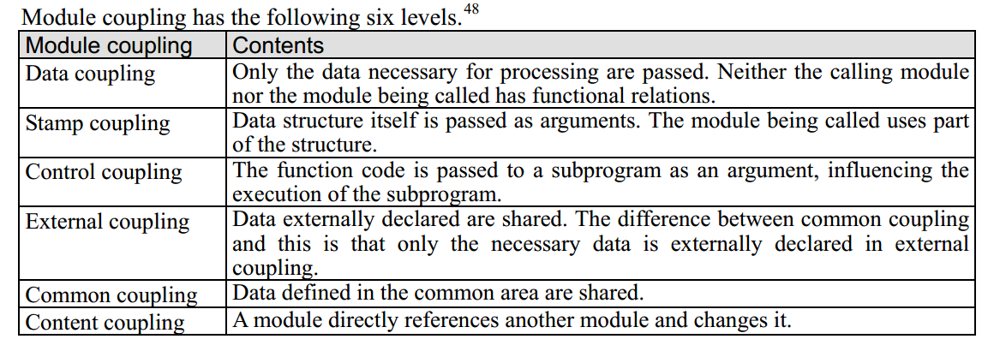 Module coupling has the following six levels.48
Module coupling Contents
Data coupling Only the data necessary for processing are passed. Neither the calling module
nor the module being called has functional relations.
Stamp coupling Data structure itself is passed as arguments. The module being called uses part
of the structure.
Control coupling The function code is passed to a subprogram as an argument, influencing the
execution of the subprogram.
External coupling Data externally declared are shared. The difference between common coupling
and this is that only the necessary data is externally declared in external
coupling.
Common coupling Data defined in the common area are shared.
Content coupling A module directly references another module and changes it.